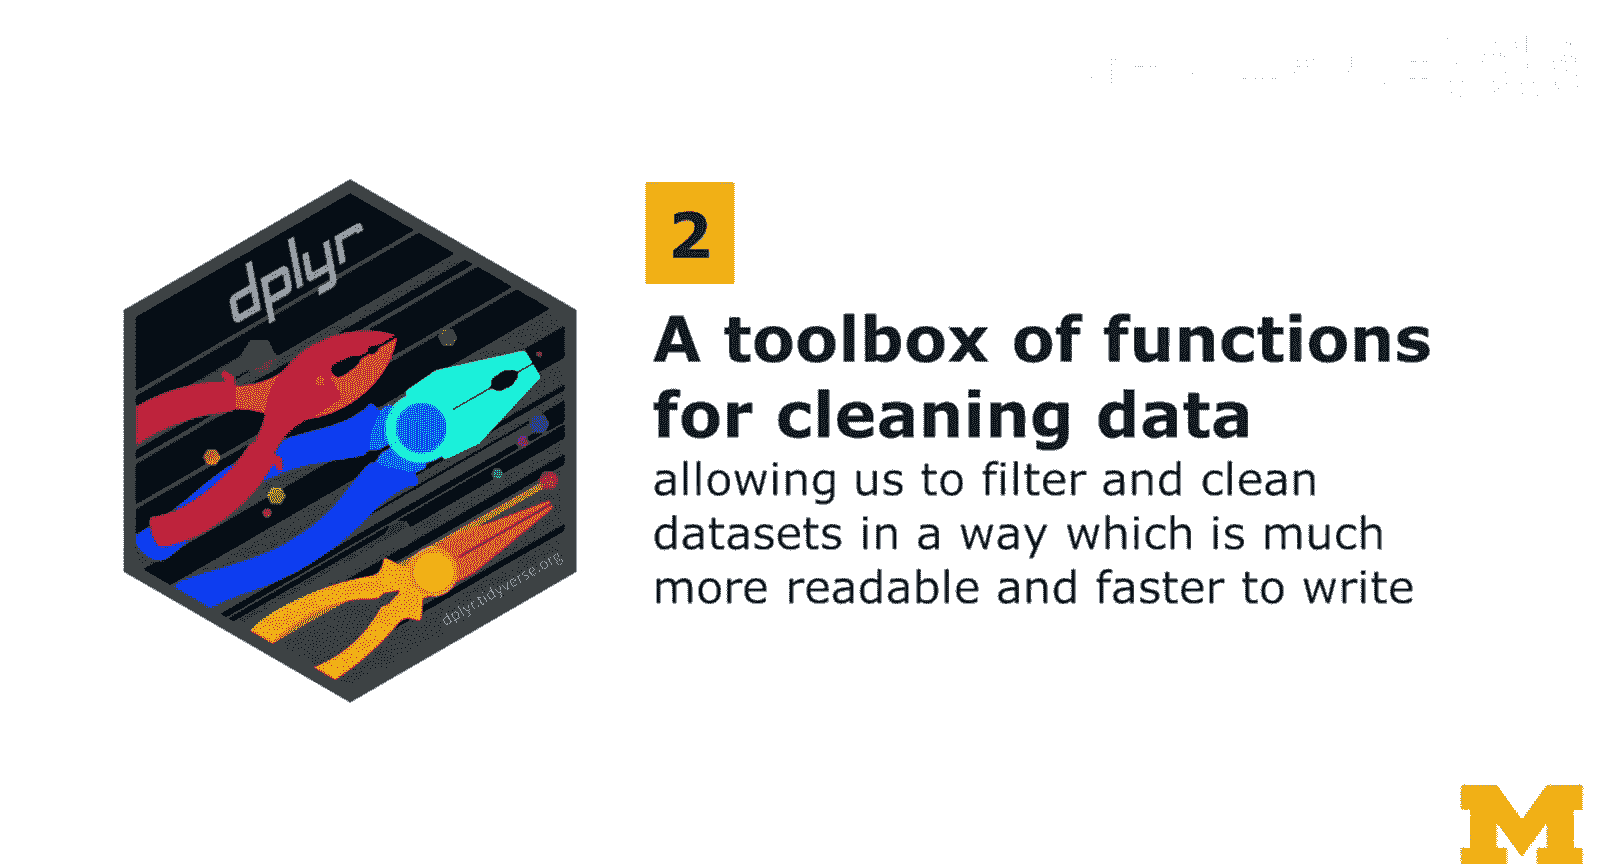 dplyr
dplyr.tidyverse.org
2
A toolbox of functions
for cleaning data
allowing us to filter and clean
datasets in a way which is much
more readable and faster to write
M